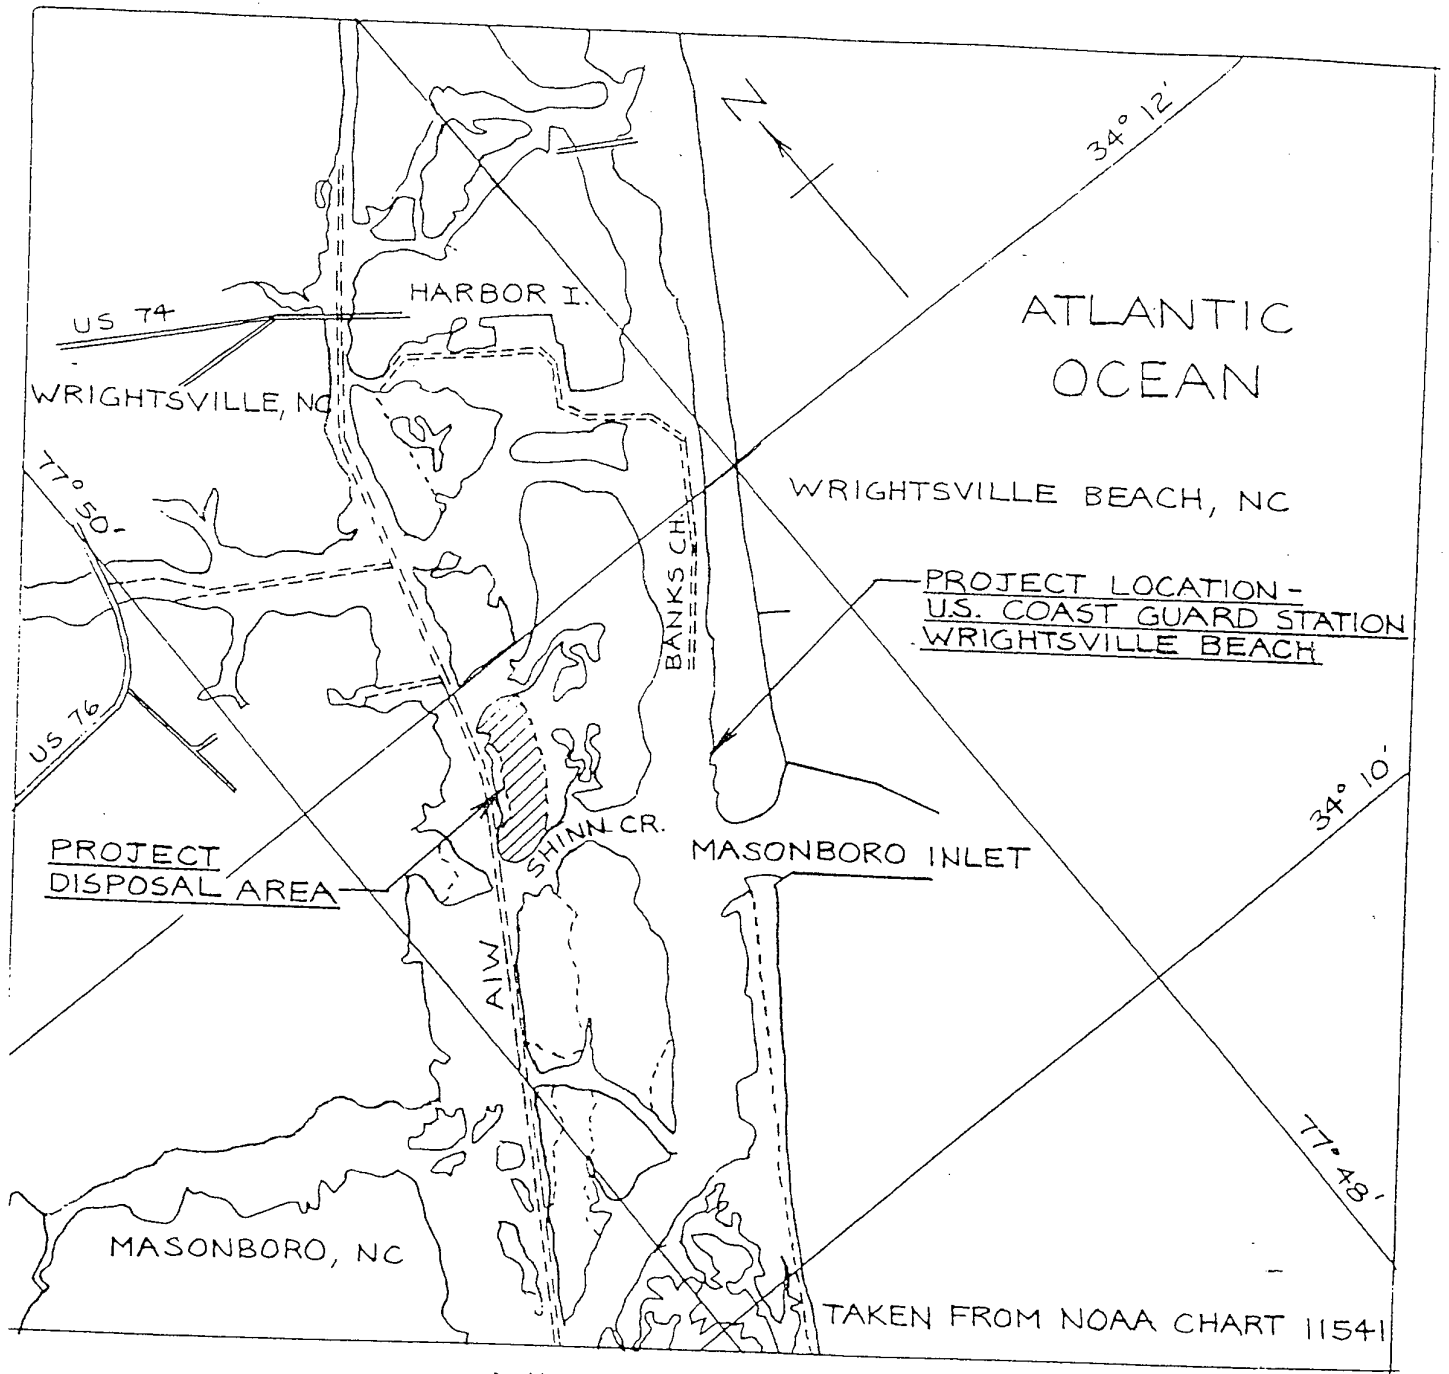 N
34° 12'
HARBOR I.
US 74
ATLANTIC
OCEAN
WRIGHTSVILLE, NC
77° 50-
WRIGHTSVILLE BEACH, NC
BANKS CH.
PROJECT LOCATION -
U.S. COAST GUARD STATION
WRIGHTSVILLE BEACH
US 76
34° 10'
SHINN CR.
PROJECT
DISPOSAL AREA
MASONBORO INLET
AIW
77° 48'
MASONBORO, NC
TAKEN FROM NOAA CHART 11541